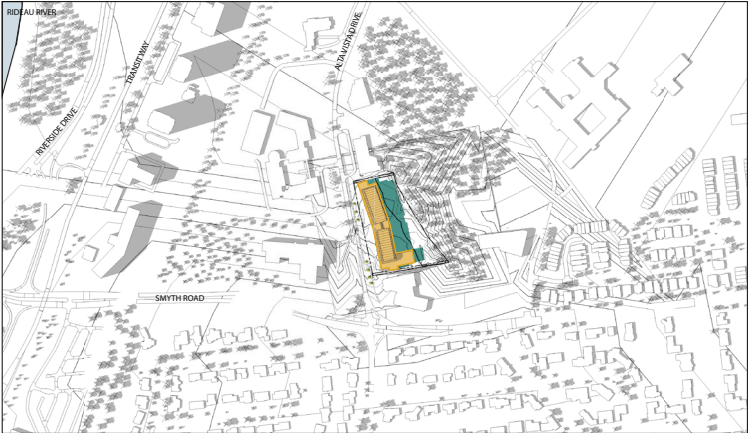 RIDEAU RIVER
ALTA VISTA DRIVE
TRANSITWAY
RIVERSIDE DRIVE
SMYTH ROAD